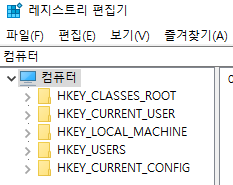 레지스트리 편집기
파일(F) 편집(E) 보기(V) 즐겨찾기(A)
컴퓨터
컴퓨터
HKEY_CLASSES_ROOT
HKEY_CURRENT_USER
HKEY_LOCAL_MACHINE
HKEY_USERS
HKEY_CURRENT_CONFIG